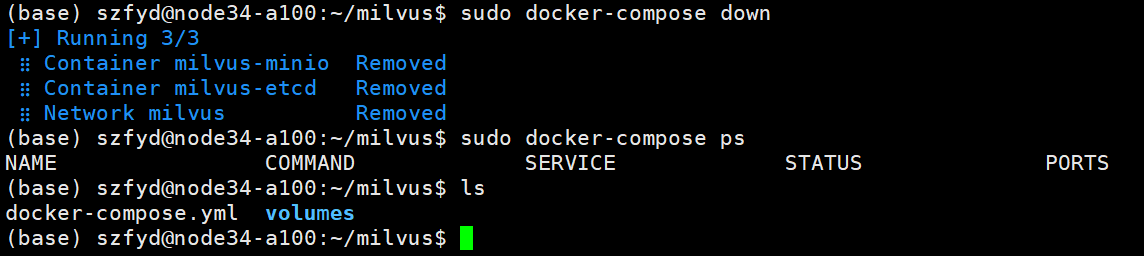 (base) szfyd@node34-a100:~/milvus$ sudo docker-compose down
[+] Running 3/3
⠿ Container milvus-minio  Removed
⠿ Container milvus-etcd   Removed
⠿ Network milvus          Removed
(base) szfyd@node34-a100:~/milvus$ sudo docker-compose ps
NAME                COMMAND             SERVICE             STATUS              PORTS
(base) szfyd@node34-a100:~/milvus$ ls
docker-compose.yml  volumes
(base) szfyd@node34-a100:~/milvus$